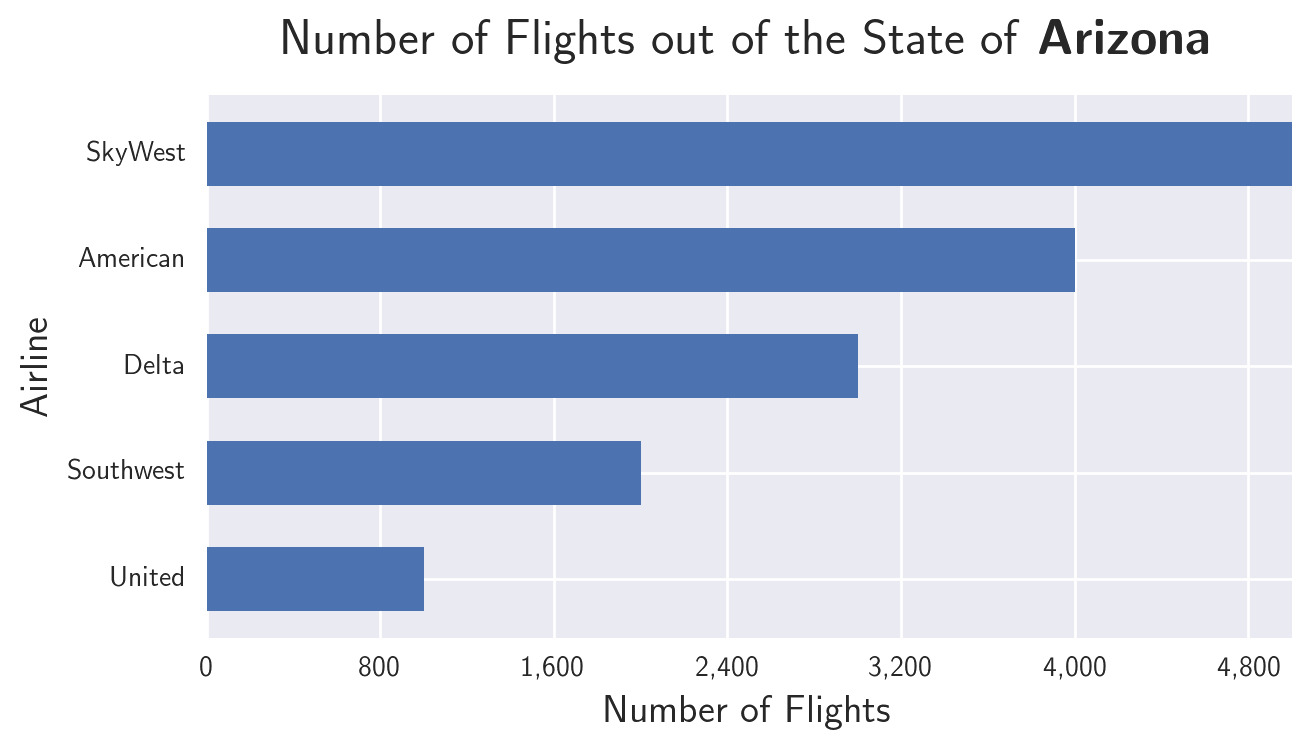 Number of Flights out of the State of Arizona
SkyWest
American
Delta
Southwest
United
Airline
0 800 1,600 2,400 3,200 4,000 4,800
Number of Flights